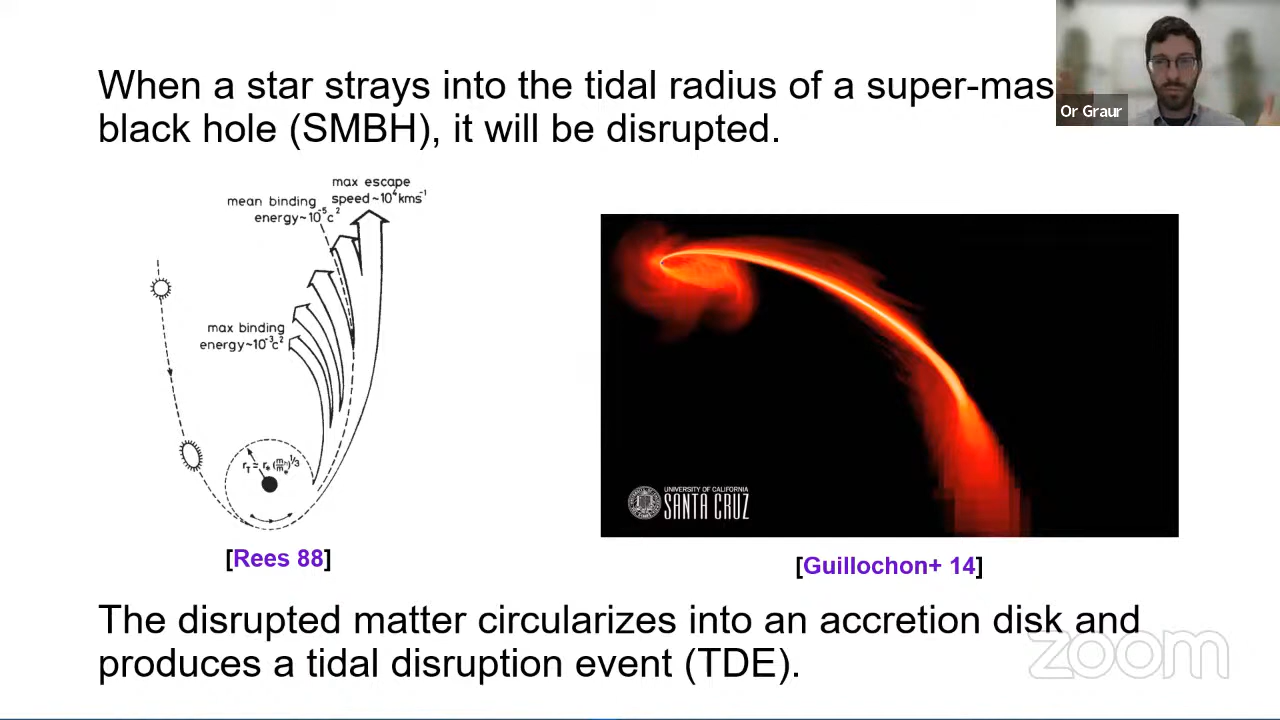 When a star strays into the tidal radius of a super-mas
Or Graur
black hole (SMBH), it will be disrupted.
max escape
speed ~ 10⁴ kms⁻¹
mean binding
energy ~ 10⁻⁵c²
max binding
energy ~ 10⁻³c²
[Rees 88]
UNIVERSITY OF CALIFORNIA
SANTA CRUZ
[Guillochon+ 14]
The disrupted matter circularizes into an accretion disk and
produces a tidal disruption event (TDE).
zoom